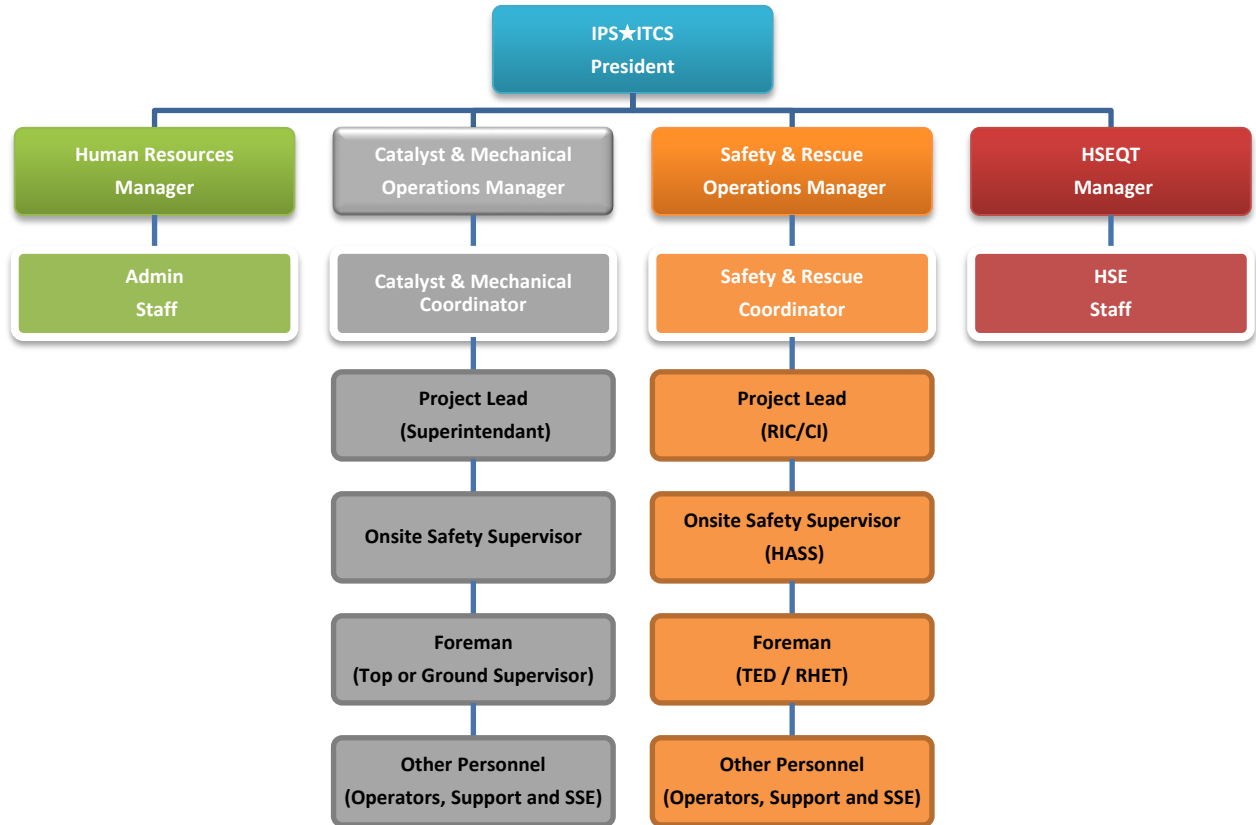 IPS★ITCS
President
Human Resources
Manager
Catalyst & Mechanical
Operations Manager
Safety & Rescue
Operations Manager
HSEQT
Manager
Admin
Staff
Catalyst & Mechanical
Coordinator
Safety & Rescue
Coordinator
HSE
Staff
Project Lead
(Superintendant)
Project Lead
(RIC/CI)
Onsite Safety Supervisor
Onsite Safety Supervisor
(HASS)
Foreman
(Top or Ground Supervisor)
Foreman
(TED / RHET)
Other Personnel
(Operators, Support and SSE)
Other Personnel
(Operators, Support and SSE)